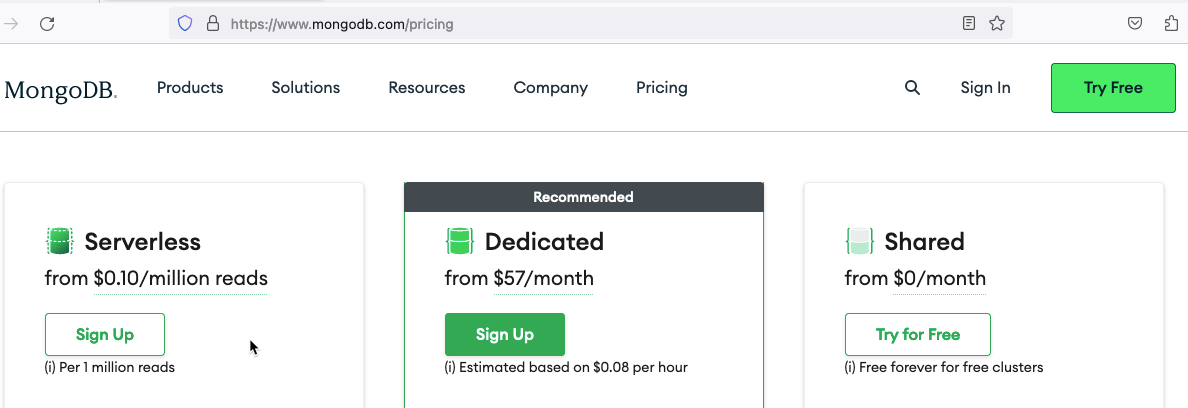 https://www.mongodb.com/pricing
MongoDB. Products Solutions Resources Company Pricing Sign In Try Free
Serverless
from $0.10/million reads
Sign Up
(i) Per 1 million reads
Recommended
Dedicated
from $57/month
Sign Up
(i) Estimated based on $0.08 per hour
Shared
from $0/month
Try for Free
(i) Free forever for free clusters